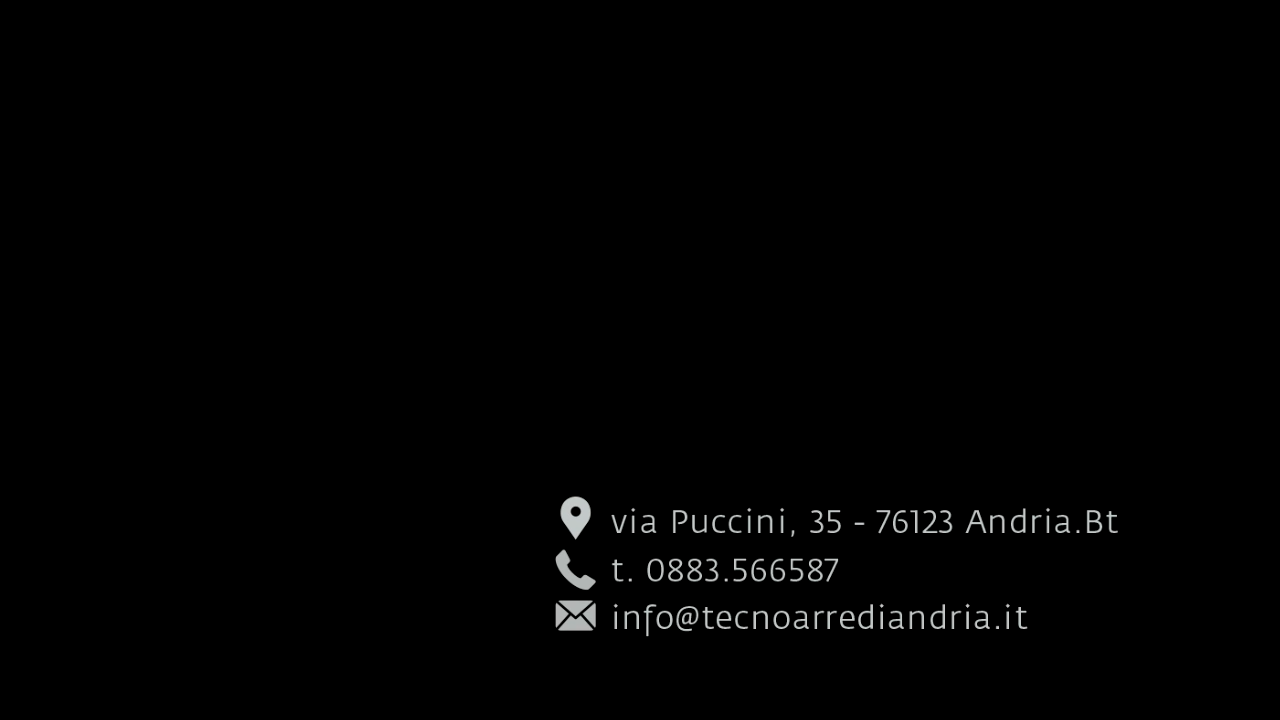 via Puccini, 35 - 76123 Andria.Bt
t. 0883.566587
info@tecnoarrediandria.it